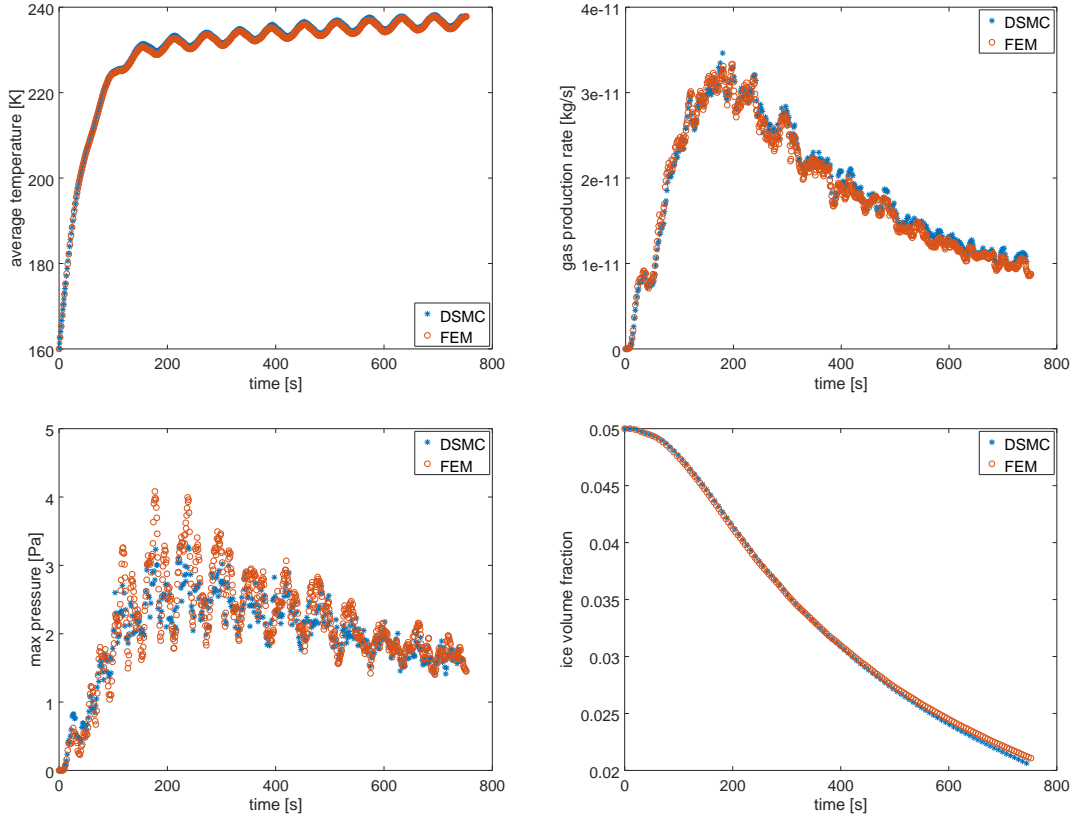 240
220
200
180
160
average temperature [K]
0 200 400 600 800
time [s]
DSMC
FEM
4e-11
3e-11
2e-11
1e-11
0
gas production rate [kg/s]
0 200 400 600 800
time [s]
DSMC
FEM
5
4
3
2
1
0
max pressure [Pa]
0 200 400 600 800
time [s]
DSMC
FEM
0.05
0.045
0.04
0.035
0.03
0.025
0.02
ice volume fraction
0 200 400 600 800
time [s]
DSMC
FEM